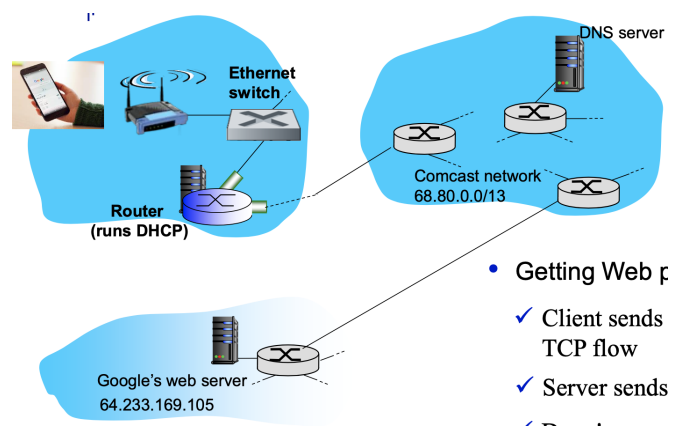 DNS server
Ethernet
switch
Comcast network
68.80.0.0/13
Router
(runs DHCP)
• Getting Web p
✓ Client sends
TCP flow
✓ Server sends
Google's web server
64.233.169.105